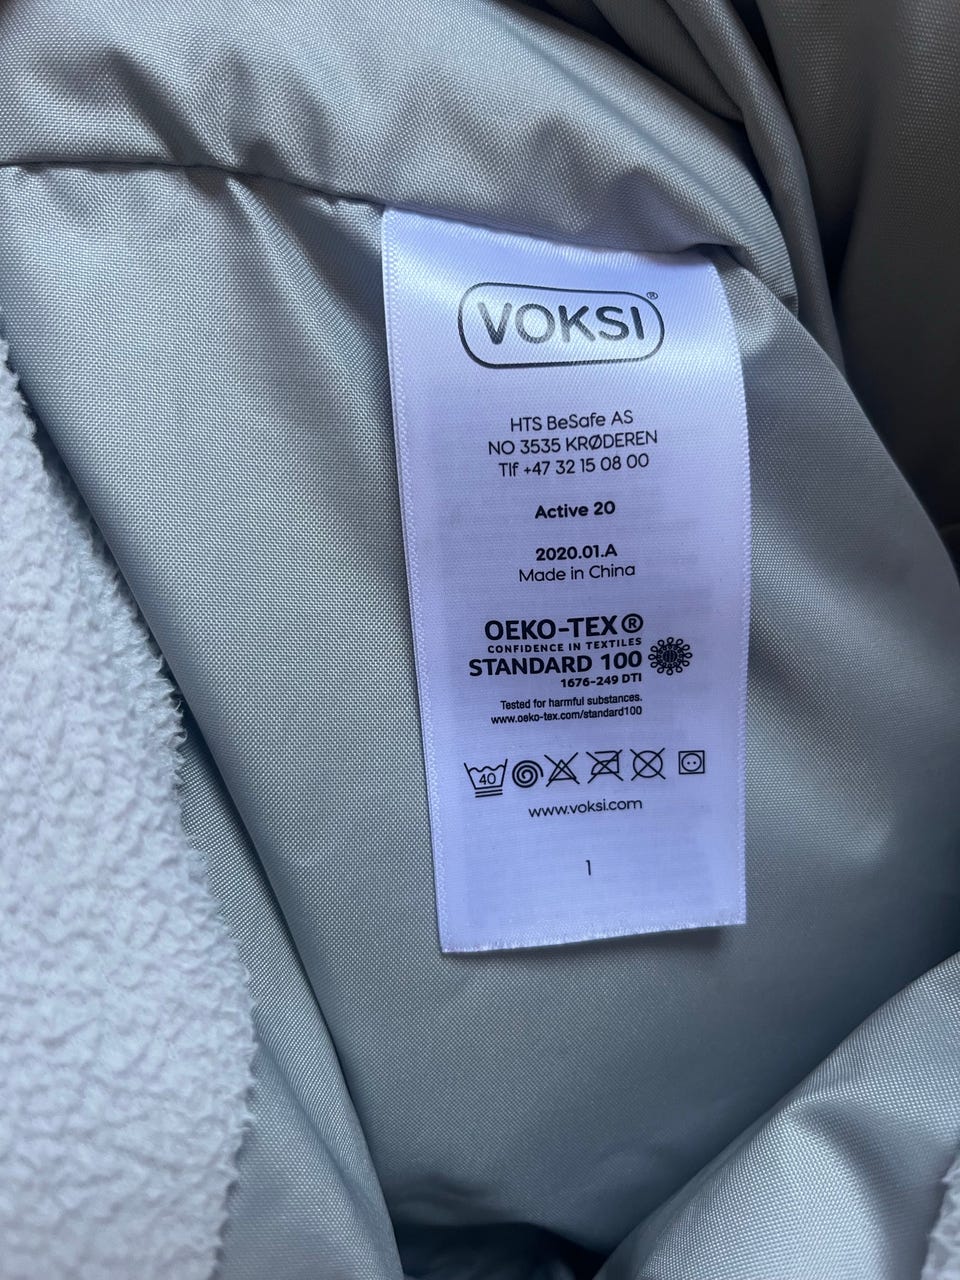 VOKSI®
HTS BeSafe AS
NO 3535 KRØDEREN
Tlf +47 32 15 08 00
Active 20
2020.01.A
Made in China
OEKO-TEX®
CONFIDENCE IN TEXTILES
STANDARD 100
1676-249 DTI
Tested for harmful substances.
www.oeko-tex.com/standard100
40
www.voksi.com
1